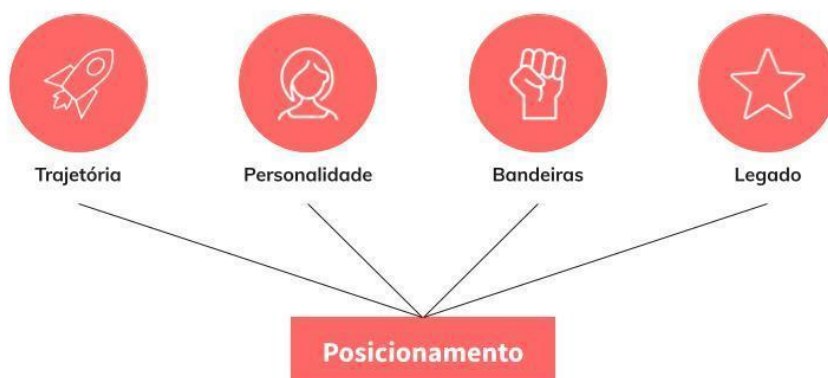 Trajetória
Personalidade
Bandeiras
Legado
Posicionamento